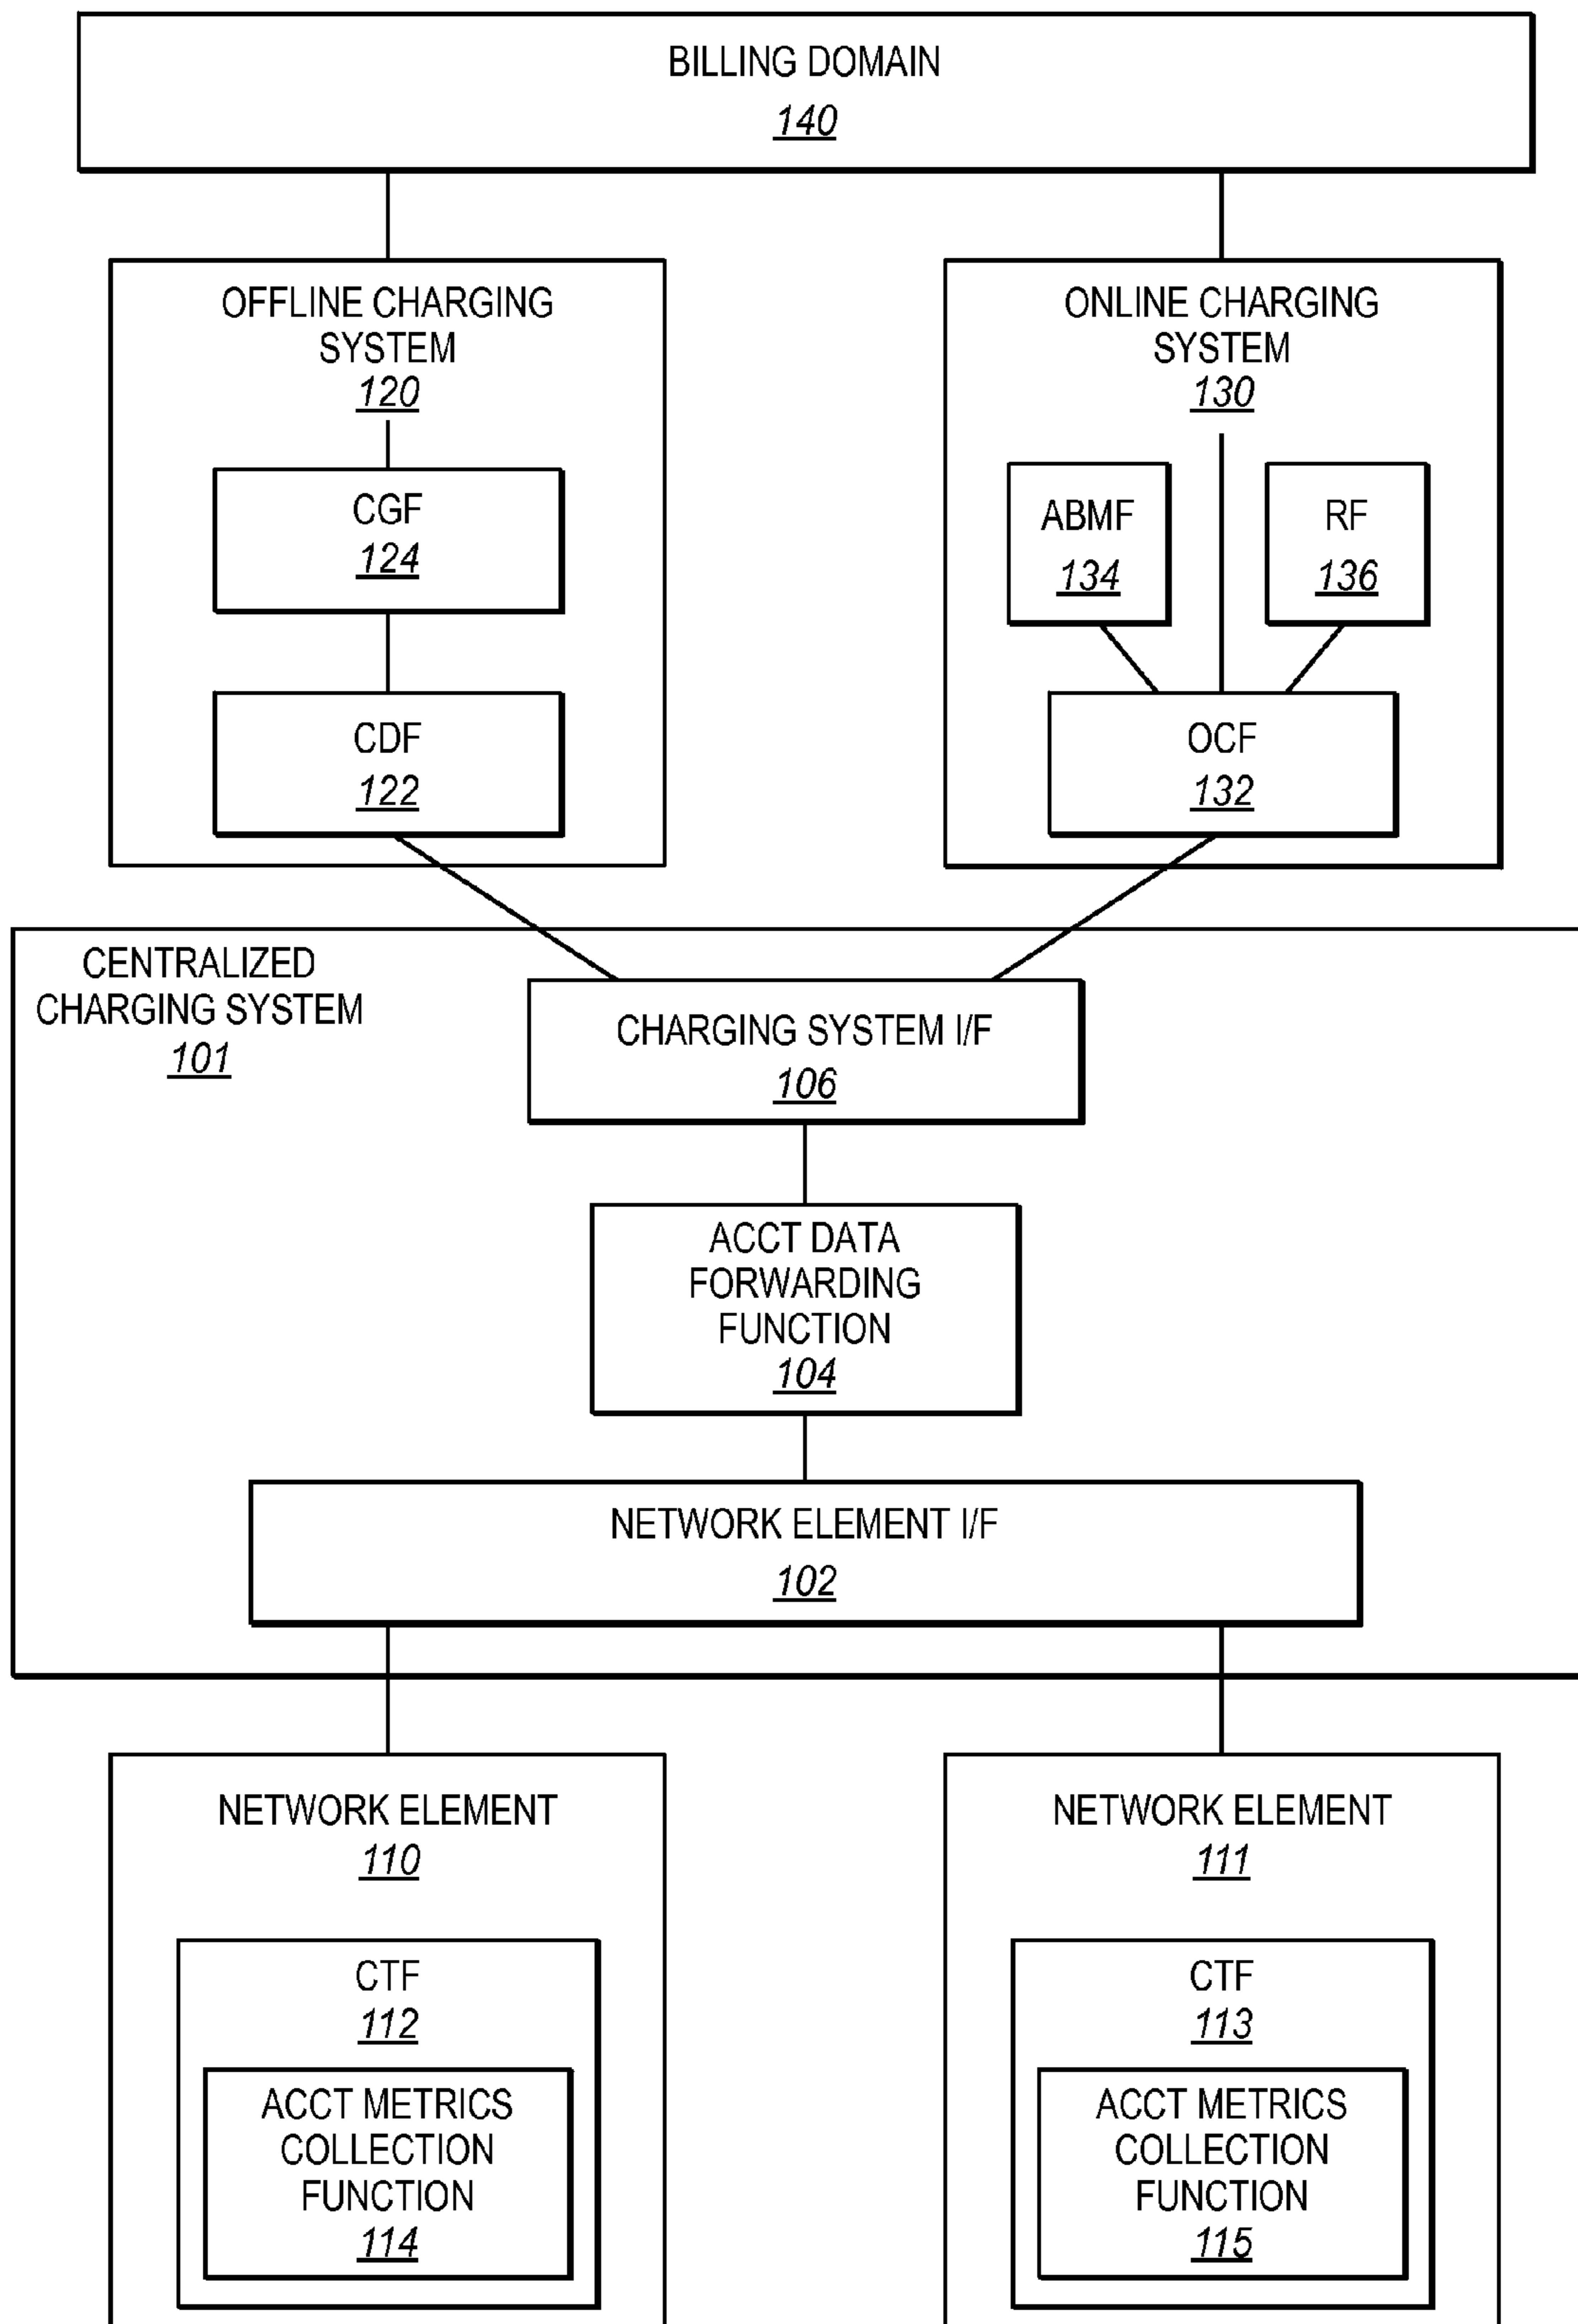 BILLING DOMAIN
140
OFFLINE CHARGING
SYSTEM
120
CGF
124
CDF
122
ONLINE CHARGING
SYSTEM
130
ABMF
134
RF
136
OCF
132
CENTRALIZED
CHARGING SYSTEM
101
CHARGING SYSTEM I/F
106
ACCT DATA
FORWARDING
FUNCTION
104
NETWORK ELEMENT I/F
102
NETWORK ELEMENT
110
CTF
112
ACCT METRICS
COLLECTION
FUNCTION
114
NETWORK ELEMENT
111
CTF
113
ACCT METRICS
COLLECTION
FUNCTION
115